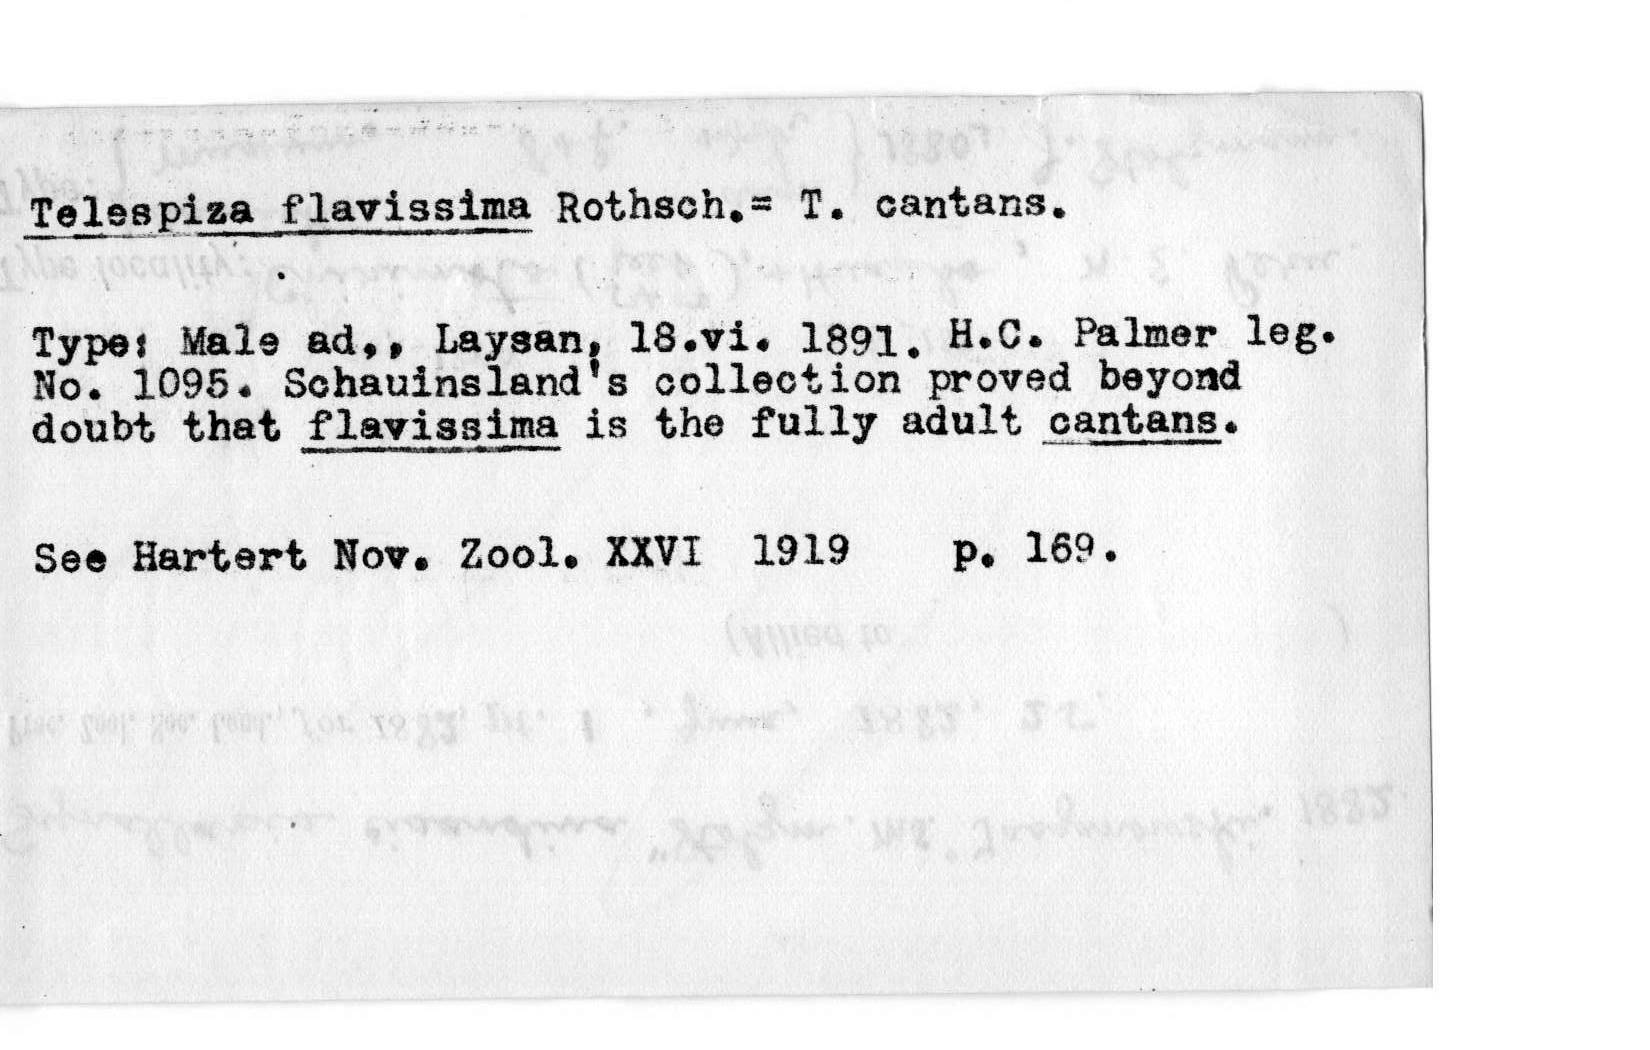 Telespiza flavissima Rothsch.= T. cantans.
Type: Male ad,, Laysan, 18.vi. 1891. H.C. Palmer leg.
No. 1095. Schauinsland's collection proved beyond
doubt that flavissima is the fully adult cantans.
See Hartert Nov. Zool. XXVI 1919 p. 169.